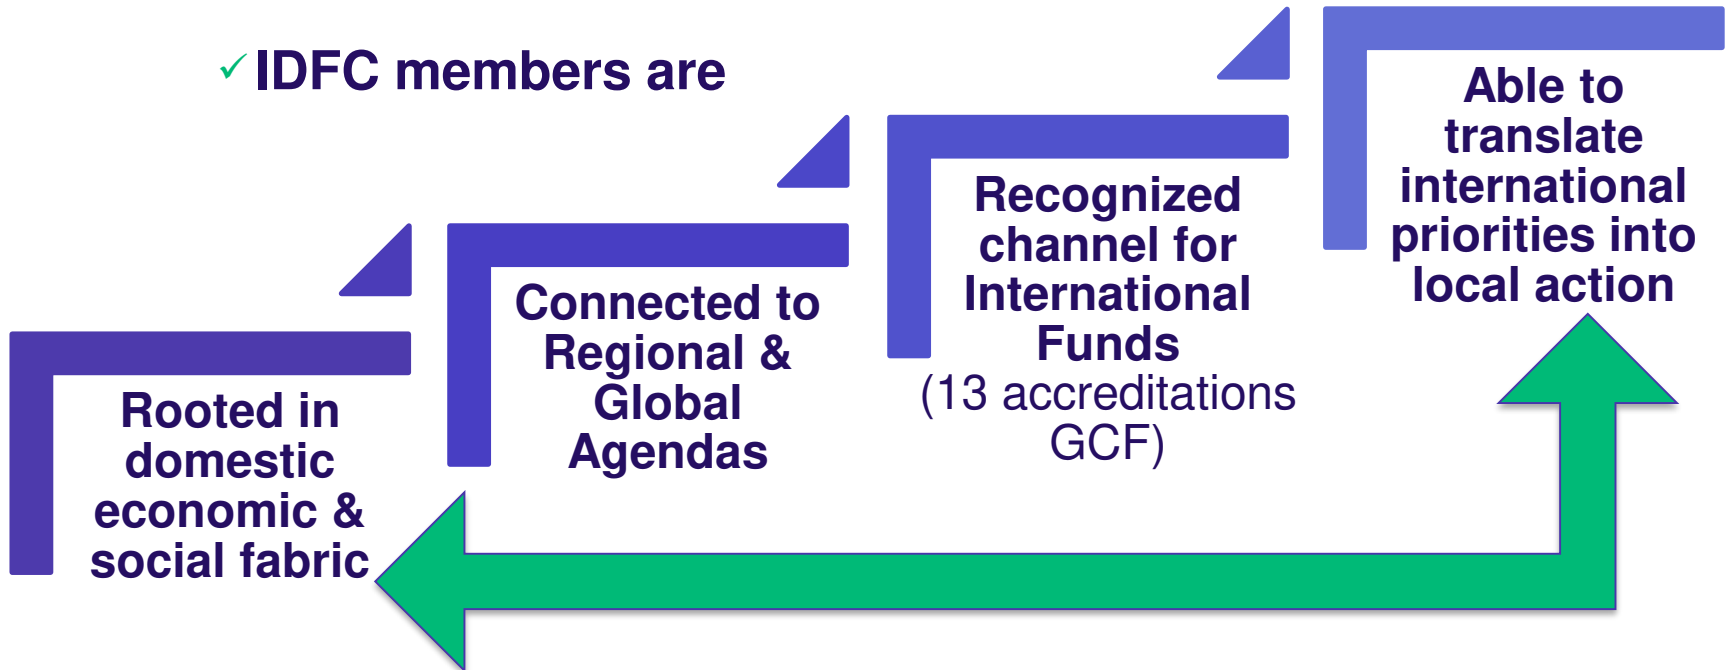 ✓ IDFC members are
Rooted in
domestic
economic &
social fabric
Connected to
Regional &
Global
Agendas
Recognized
channel for
International
Funds
(13 accreditations
GCF)
Able to
translate
international
priorities into
local action